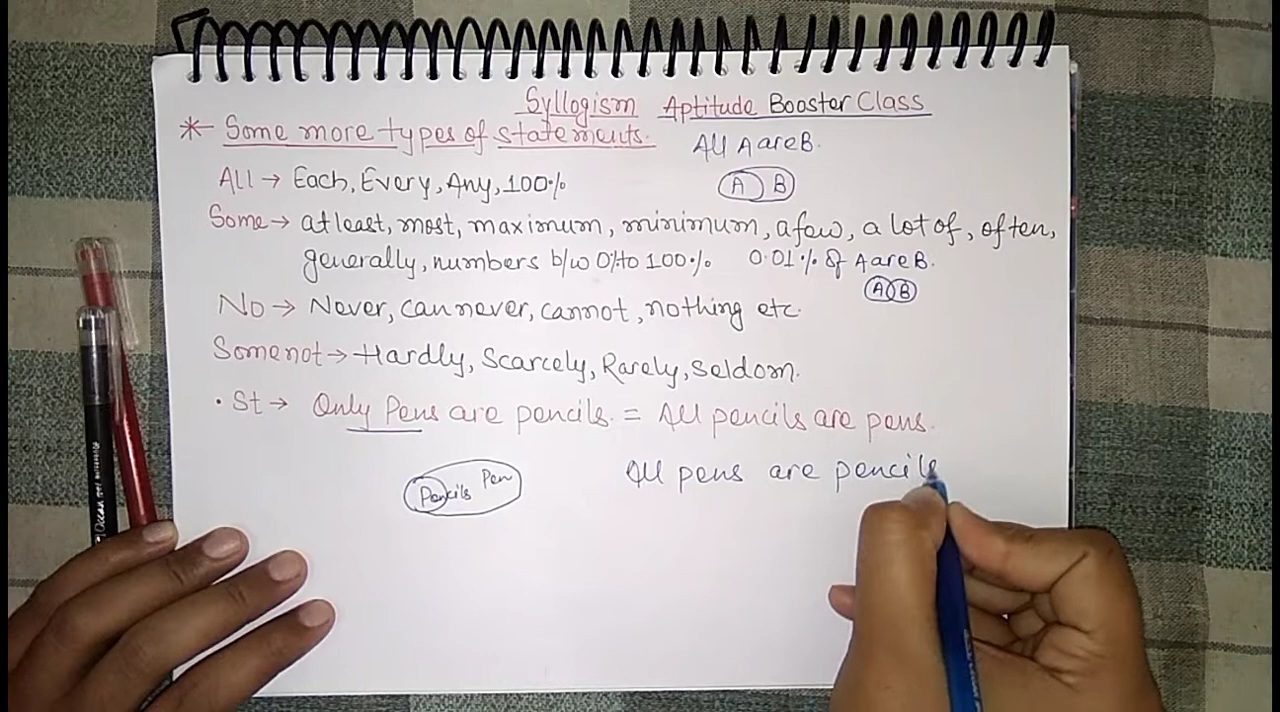 Syllogism Aptitude Booster Class
* Some more types of statements.
All A are B.
All → Each, Every, Any, 100%
A B
Some → atleast, most, maximum, minimum, a few, a lot of, often,
generally, numbers b/w 0% to 100% 0.01% of A are B.
A B
No → Never, can never, cannot, nothing etc.
Some not → Hardly, Scarcely, Rarely, Seldom.
• St → Only Pens are pencils. = All pencils are pens.
All pens are pencils
Pencils Pen